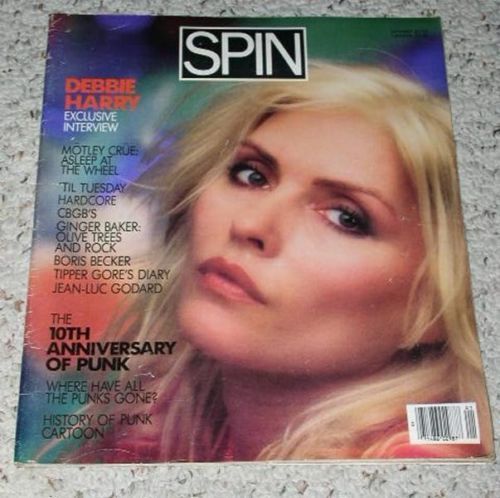 SPIN
DEBBIE
HARRY
EXCLUSIVE
INTERVIEW
MÖTLEY CRÜE:
ASLEEP AT
THE WHEEL
'TIL TUESDAY
HARDCORE
CBGB'S
GINGER BAKER:
OLIVE TREES
AND ROCK
BORIS BECKER
TIPPER GORE'S DIARY
JEAN-LUC GODARD
THE
10TH
ANNIVERSARY
OF PUNK
WHERE HAVE ALL
THE PUNKS GONE?
HISTORY OF PUNK
CARTOON